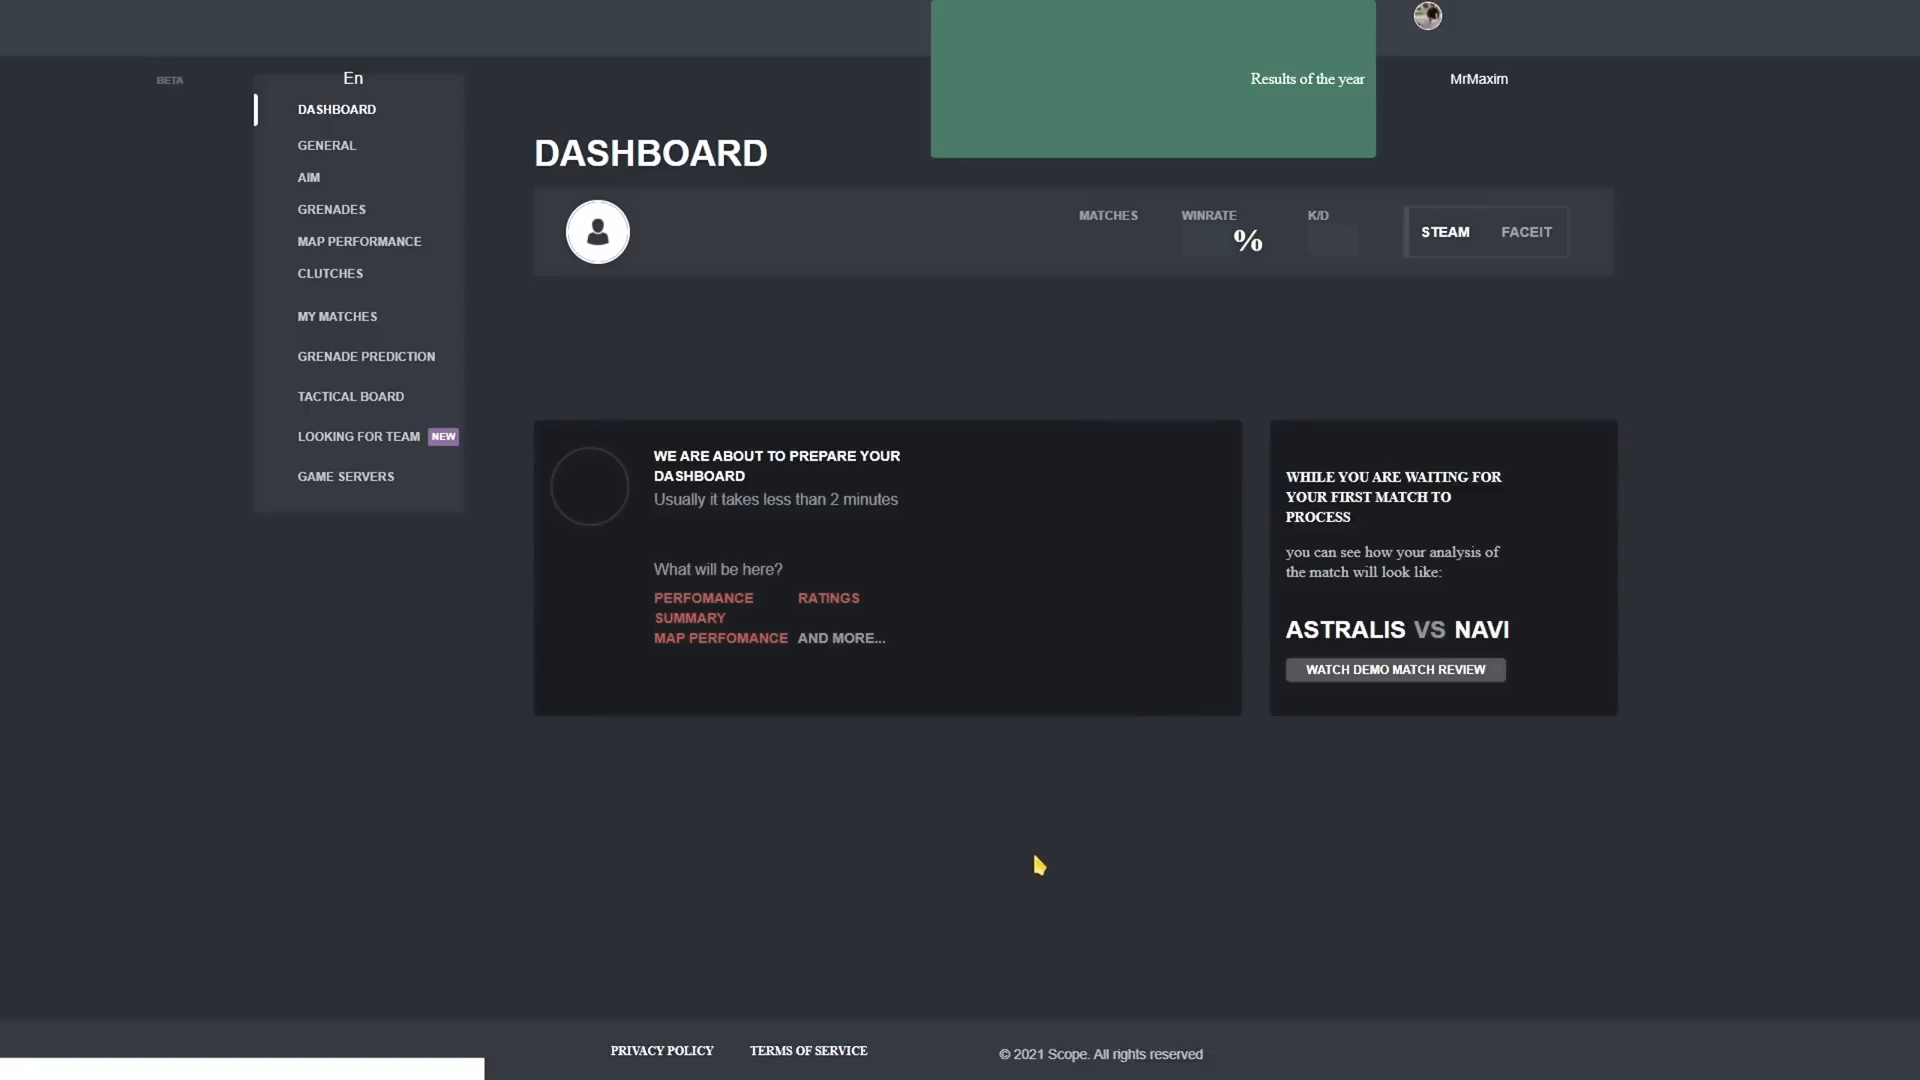 BETA
En
Results of the year
MrMaxim
DASHBOARD
GENERAL
AIM
GRENADES
MAP PERFORMANCE
CLUTCHES
MY MATCHES
GRENADE PREDICTION
TACTICAL BOARD
LOOKING FOR TEAM NEW
GAME SERVERS
DASHBOARD
MATCHES WINRATE K/D
%
STEAM FACEIT
WE ARE ABOUT TO PREPARE YOUR
DASHBOARD
Usually it takes less than 2 minutes
What will be here?
PERFOMANCE RATINGS
SUMMARY
MAP PERFOMANCE AND MORE...
WHILE YOU ARE WAITING FOR
YOUR FIRST MATCH TO
PROCESS
you can see how your analysis of
the match will look like:
ASTRALIS VS NAVI
WATCH DEMO MATCH REVIEW
PRIVACY POLICY TERMS OF SERVICE © 2021 Scope. All rights reserved